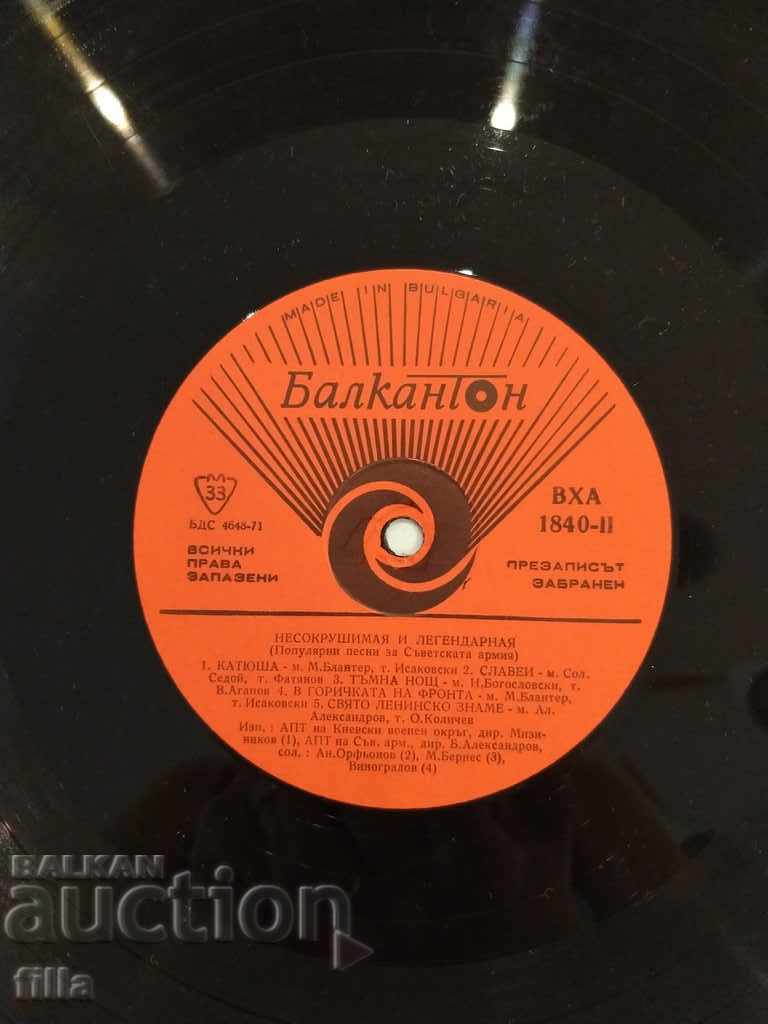 MADE IN BULGARIA
Балкантон
33
БДС 4648-71
ВСИЧКИ
ПРАВА
ЗАПАЗЕНИ
ВХА
1840-II
ПРЕЗАПИСЪТ
ЗАБРАНЕН
НЕСОКРУШИМАЯ И ЛЕГЕНДАРНАЯ
(Популярни песни за Съветската армия)
1. КАТЮША - м. М.Блантер, т. Исаковски 2. СЛАВЕИ - м. Сол.
Седой, т. Фатянов 3. ТЪМНА НОЩ - м, Н.Богословски, т.
В.Агапов 4. В ГОРИЧКАТА НА ФРОНТА - м. М.Блантер,
т. Исаковски 5. СВЯТО ЛЕНИНСКО ЗНАМЕ - м. Ал.
Александров, т. О.Количев
Изп. : АПТ на Киевски военен окръг, дир. Мизи-
ников (1), АПТ на Съв. арм., дир. Б.Александров,
сол. : Ан.Орфьонов (2), М.Бернес (3),
Виноградов (4)
BALKAN
auction
filla